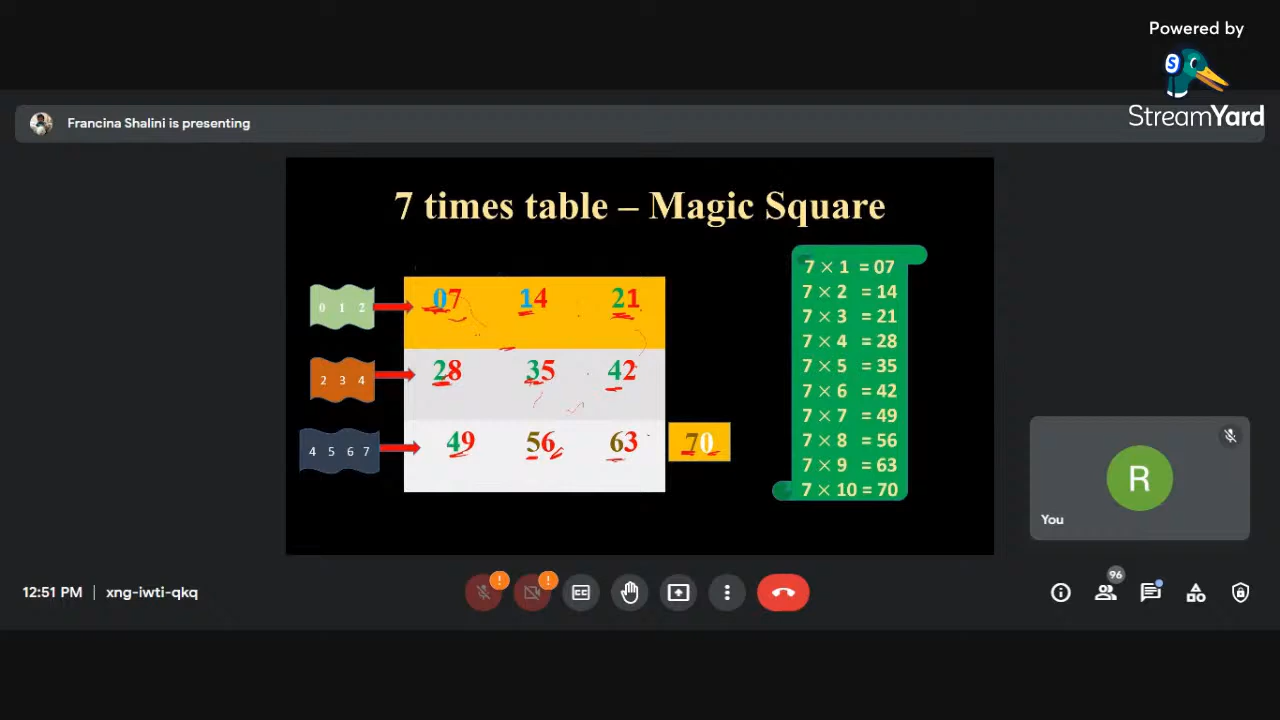 Powered by
StreamYard
Francina Shalini is presenting
7 times table – Magic Square
0 1 2
07 14 21
2 3 4
28 35 42
4 5 6 7
49 56 63 70
7 × 1 = 07
7 × 2 = 14
7 × 3 = 21
7 × 4 = 28
7 × 5 = 35
7 × 6 = 42
7 × 7 = 49
7 × 8 = 56
7 × 9 = 63
7 × 10 = 70
R
You
12:51 PM | xng-iwti-qkq
96